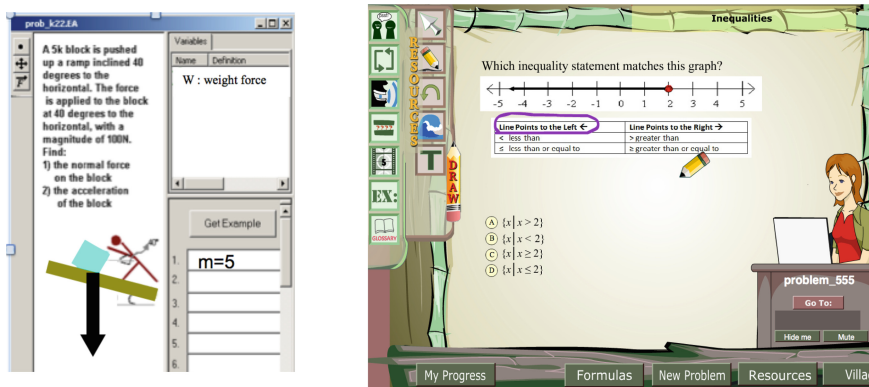 prob_k22.EA
A 5k block is pushed
up a ramp inclined 40
degrees to the
horizontal. The force
is applied to the block
at 40 degrees to the
horizontal, with a
magnitude of 100N.
Find:
1) the normal force
on the block
2) the acceleration
of the block
Variables
Name Definition
W : weight force
Get Example
1. m=5
2.
3.
4.
5.
6.
Inequalities
RESOURCES
DRAW
EX:
GLOSSARY
T
5
Which inequality statement matches this graph?
-5 -4 -3 -2 -1 0 1 2 3 4 5
Line Points to the Left ← Line Points to the Right →
< less than > greater than
≤ less than or equal to ≥ greater than or equal to
A {x|x > 2}
B {x|x < 2}
C {x|x ≥ 2}
D {x|x ≤ 2}
problem_555
Go To:
Hide me Mute
My Progress Formulas New Problem Resources Villa